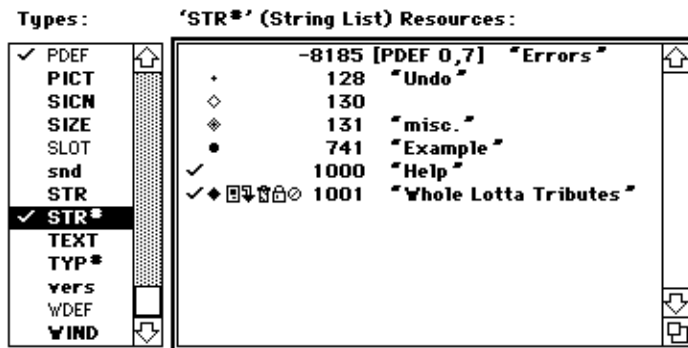 Types:
'STR#' (String List) Resources:
✓ PDEF
PICT
SICN
SIZE
SLOT
snd
STR
✓ STR#
TEXT
TYP#
vers
WDEF
WIND
-8185 [PDEF 0,7] "Errors"
128 "Undo"
130
131 "misc."
741 "Example"
✓ 1000 "Help"
✓ 1001 "Whole Lotta Tributes"